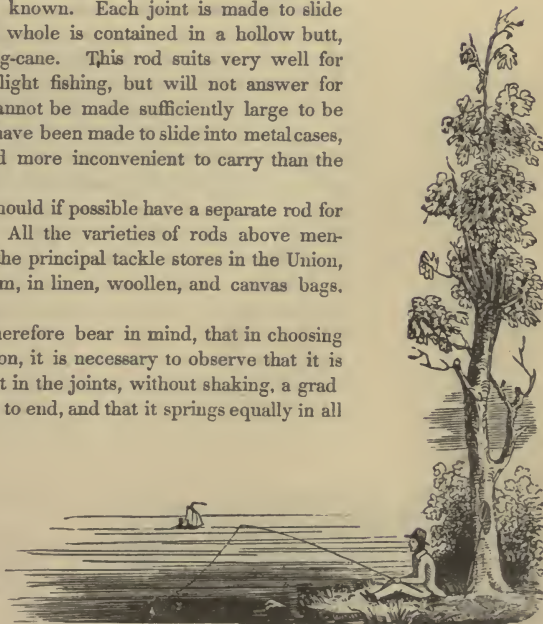 known. Each joint is made to slide
whole is contained in a hollow butt,
g-cane. This rod suits very well for
light fishing, but will not answer for
annot be made sufficiently large to be
have been made to slide into metal cases,
d more inconvenient to carry than the
hould if possible have a separate rod for
All the varieties of rods above men-
he principal tackle stores in the Union,
m, in linen, woollen, and canvas bags.
herefore bear in mind, that in choosing
on, it is necessary to observe that it is
t in the joints, without shaking, a grad
to end, and that it springs equally in all